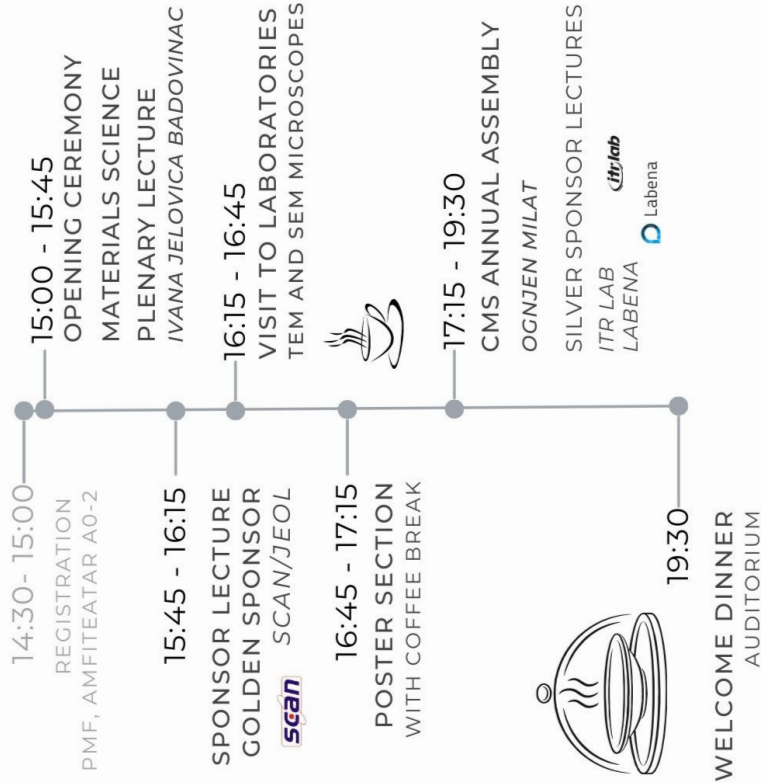 14:30- 15:00
REGISTRATION
PMF, AMFITEATAR A0-2
15:00 - 15:45
OPENING CEREMONY
MATERIALS SCIENCE
PLENARY LECTURE
IVANA JELOVICA BADOVINAC
15:45 - 16:15
SPONSOR LECTURE
GOLDEN SPONSOR
SCAN/JEOL
scan
16:15 - 16:45
VISIT TO LABORATORIES
TEM AND SEM MICROSCOPES
16:45 - 17:15
POSTER SECTION
WITH COFFEE BREAK
17:15 - 19:30
CMS ANNUAL ASSEMBLY
OGNJEN MILAT
SILVER SPONSOR LECTURES
ITR LAB
LABENA
itr lab
Labena
19:30
WELCOME DINNER
AUDITORIUM